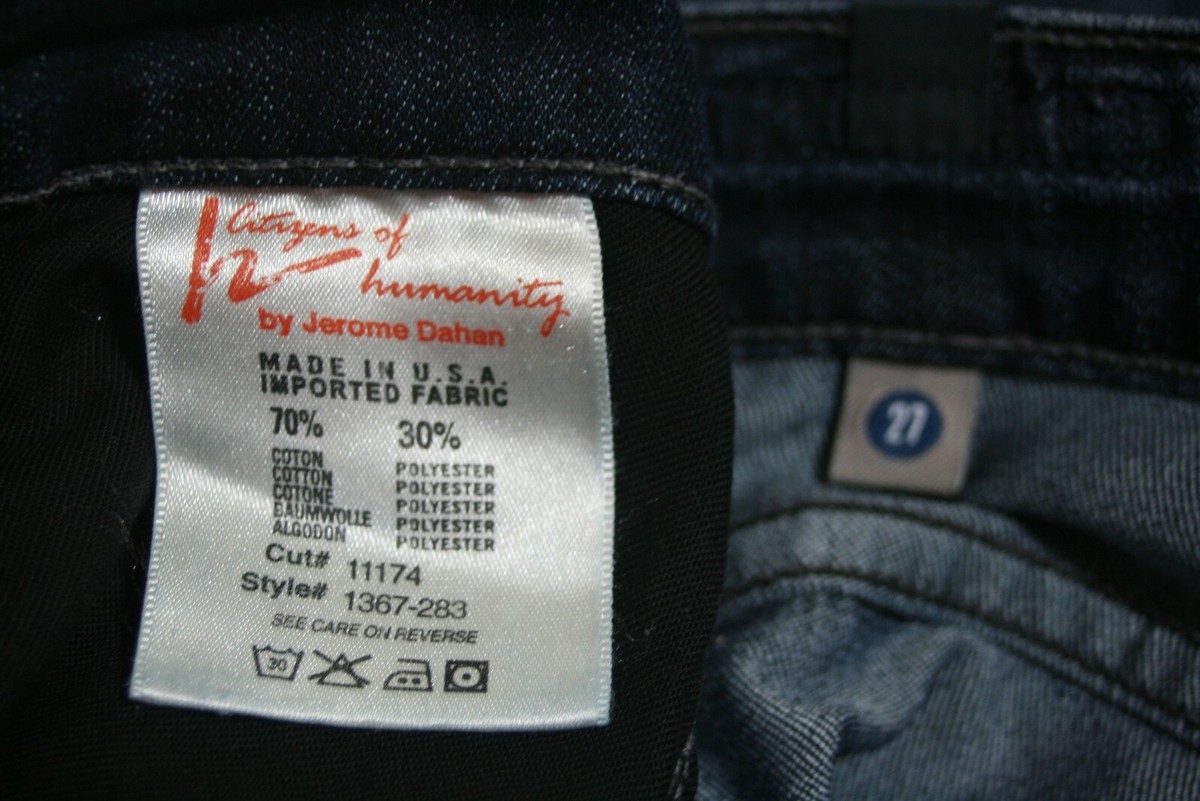 Citizens of
humanity
by Jerome Dahan
MADE IN U.S.A.
IMPORTED FABRIC
70% 30%
COTON POLYESTER
COTTON POLYESTER
COTONE POLYESTER
BAUMWOLLE POLYESTER
ALGODON POLYESTER
Cut# 11174
Style# 1367-283
SEE CARE ON REVERSE
30
27